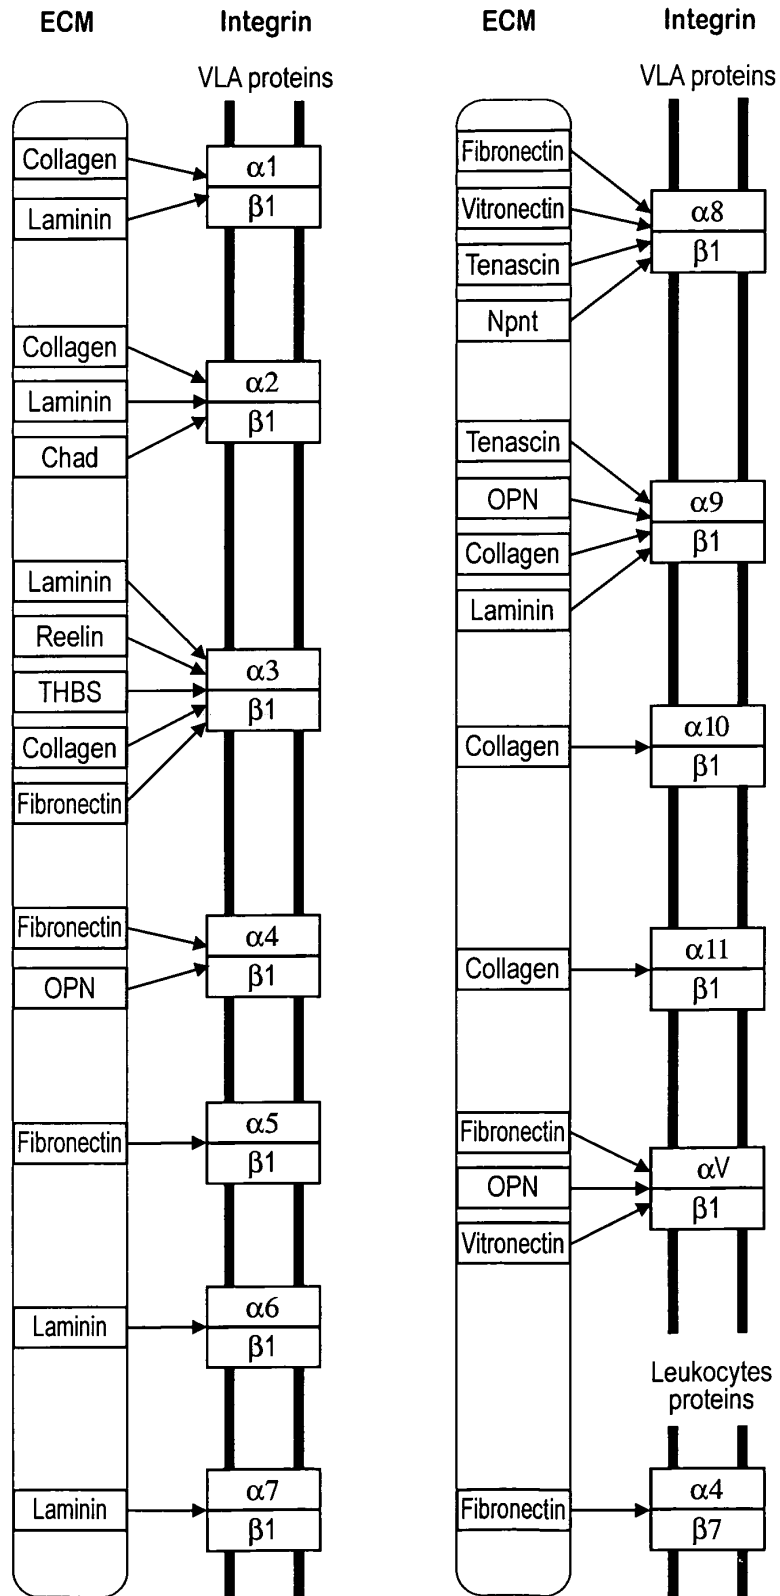 ECM
Integrin
VLA proteins
Collagen
Laminin
α1
β1
Collagen
Laminin
Chad
α2
β1
Laminin
Reelin
THBS
Collagen
Fibronectin
α3
β1
Fibronectin
OPN
α4
β1
Fibronectin
α5
β1
Laminin
α6
β1
Laminin
α7
β1
ECM
Integrin
VLA proteins
Fibronectin
Vitronectin
Tenascin
Npnt
α8
β1
Tenascin
OPN
Collagen
Laminin
α9
β1
Collagen
α10
β1
Collagen
α11
β1
Fibronectin
OPN
Vitronectin
αV
β1
Leukocytes
proteins
Fibronectin
α4
β7